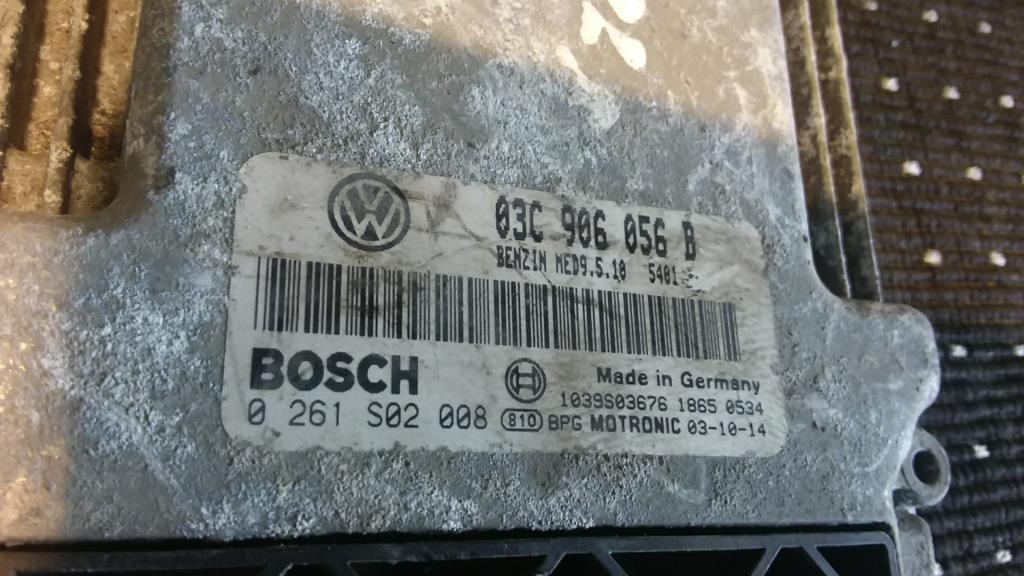 03C 906 056 B
BENZIN MED9.5.10 5401
BOSCH
Made in Germany
1039S03676 1865 0534
0 261 S02 008 810 BPG MOTRONIC 03-10-14